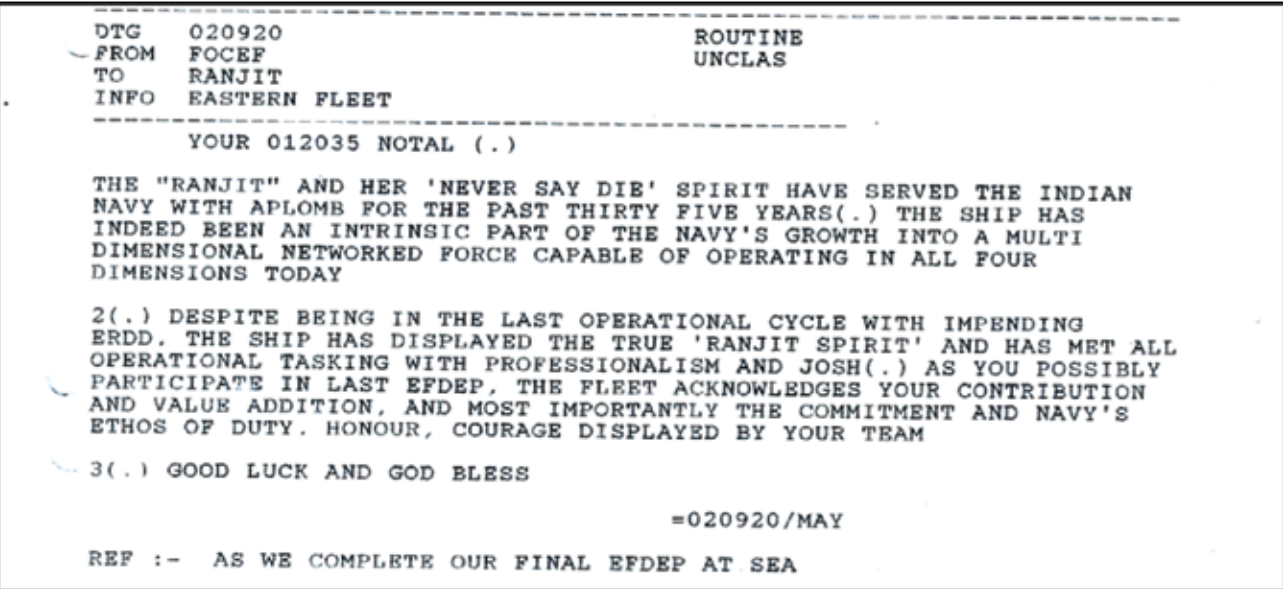 DTG 020920 ROUTINE
FROM FOCEF UNCLAS
TO RANJIT
INFO EASTERN FLEET
YOUR 012035 NOTAL (.)
THE "RANJIT" AND HER 'NEVER SAY DIE' SPIRIT HAVE SERVED THE INDIAN
NAVY WITH APLOMB FOR THE PAST THIRTY FIVE YEARS(.) THE SHIP HAS
INDEED BEEN AN INTRINSIC PART OF THE NAVY'S GROWTH INTO A MULTI
DIMENSIONAL NETWORKED FORCE CAPABLE OF OPERATING IN ALL FOUR
DIMENSIONS TODAY
2(.) DESPITE BEING IN THE LAST OPERATIONAL CYCLE WITH IMPENDING
ERDD. THE SHIP HAS DISPLAYED THE TRUE 'RANJIT SPIRIT' AND HAS MET ALL
OPERATIONAL TASKING WITH PROFESSIONALISM AND JOSH(.) AS YOU POSSIBLY
PARTICIPATE IN LAST EFDEP, THE FLEET ACKNOWLEDGES YOUR CONTRIBUTION
AND VALUE ADDITION, AND MOST IMPORTANTLY THE COMMITMENT AND NAVY'S
ETHOS OF DUTY. HONOUR, COURAGE DISPLAYED BY YOUR TEAM
3(.) GOOD LUCK AND GOD BLESS
=020920/MAY
REF :- AS WE COMPLETE OUR FINAL EFDEP AT SEA